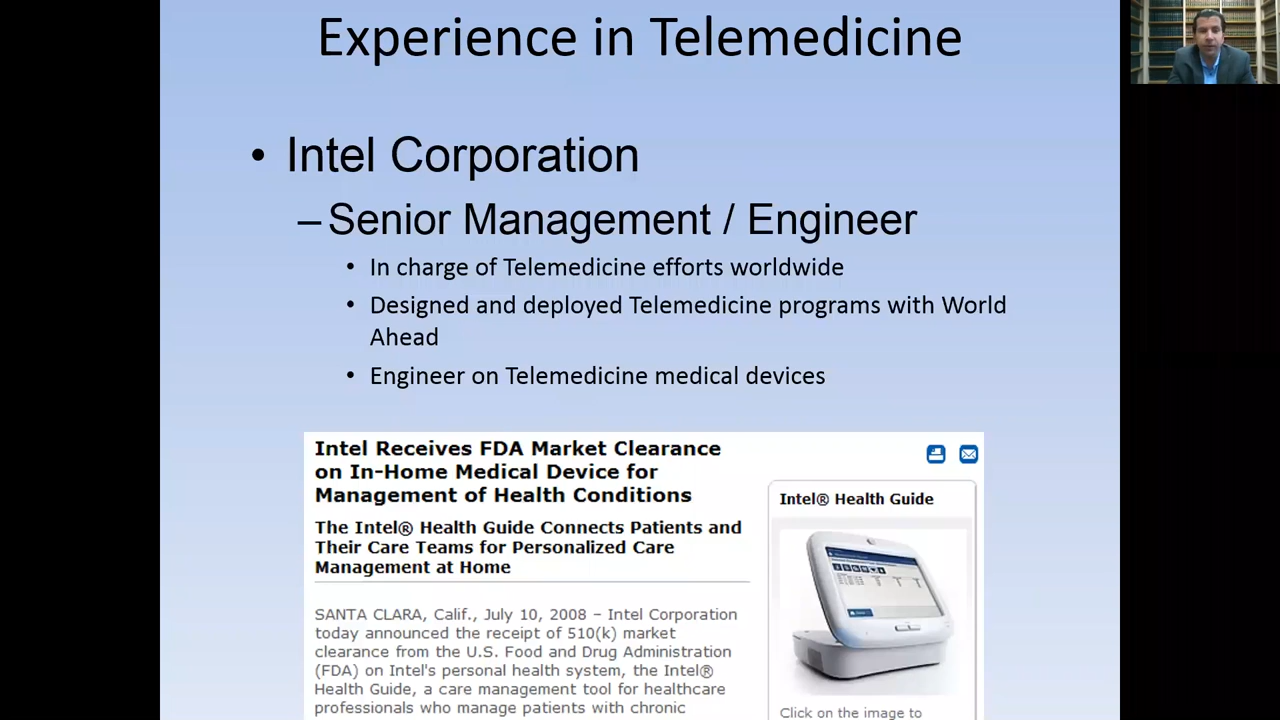 Experience in Telemedicine
• Intel Corporation
–Senior Management / Engineer
• In charge of Telemedicine efforts worldwide
• Designed and deployed Telemedicine programs with World
Ahead
• Engineer on Telemedicine medical devices
Intel Receives FDA Market Clearance
on In-Home Medical Device for
Management of Health Conditions
The Intel® Health Guide Connects Patients and
Their Care Teams for Personalized Care
Management at Home
SANTA CLARA, Calif., July 10, 2008 – Intel Corporation
today announced the receipt of 510(k) market
clearance from the U.S. Food and Drug Administration
(FDA) on Intel's personal health system, the Intel®
Health Guide, a care management tool for healthcare
professionals who manage patients with chronic
Intel® Health Guide
Click on the image to